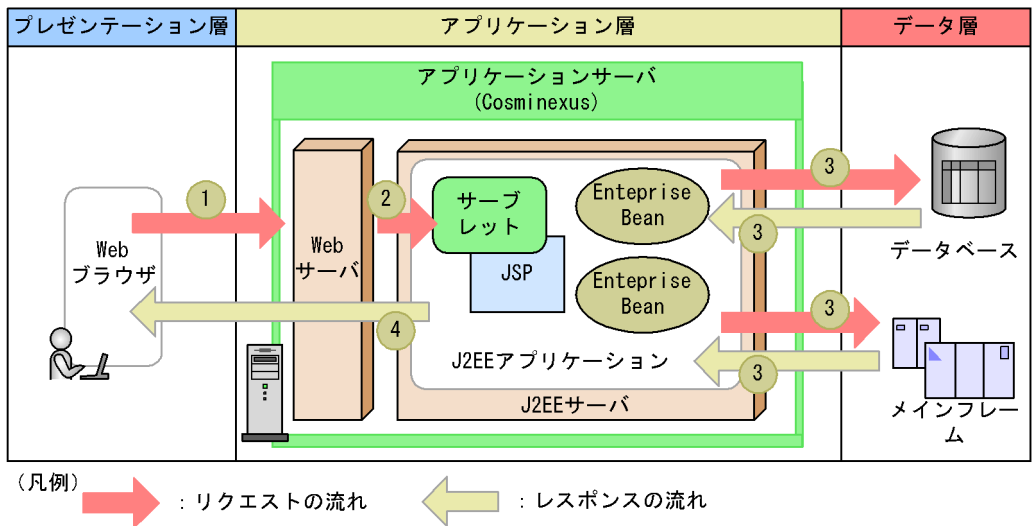 プレゼンテーション層
アプリケーション層
データ層
アプリケーションサーバ
(Cosminexus)
1
2
3
3
Web
ブラウザ
Web
サーバ
サーブ
レット
JSP
Enteprise
Bean
データベース
Enteprise
Bean
4
3
3
J2EEアプリケーション
J2EEサーバ
メインフレー
ム
(凡例)
：リクエストの流れ
：レスポンスの流れ